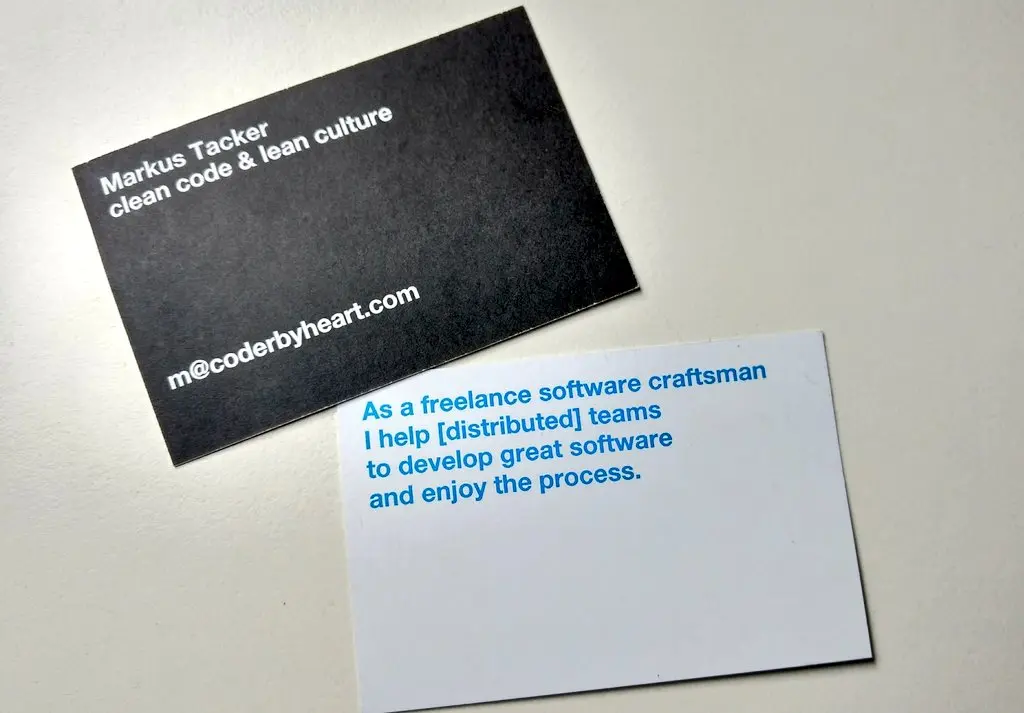 Markus Tacker
clean code & lean culture
m@coderbyheart.com
As a freelance software craftsman
I help [distributed] teams
to develop great software
and enjoy the process.